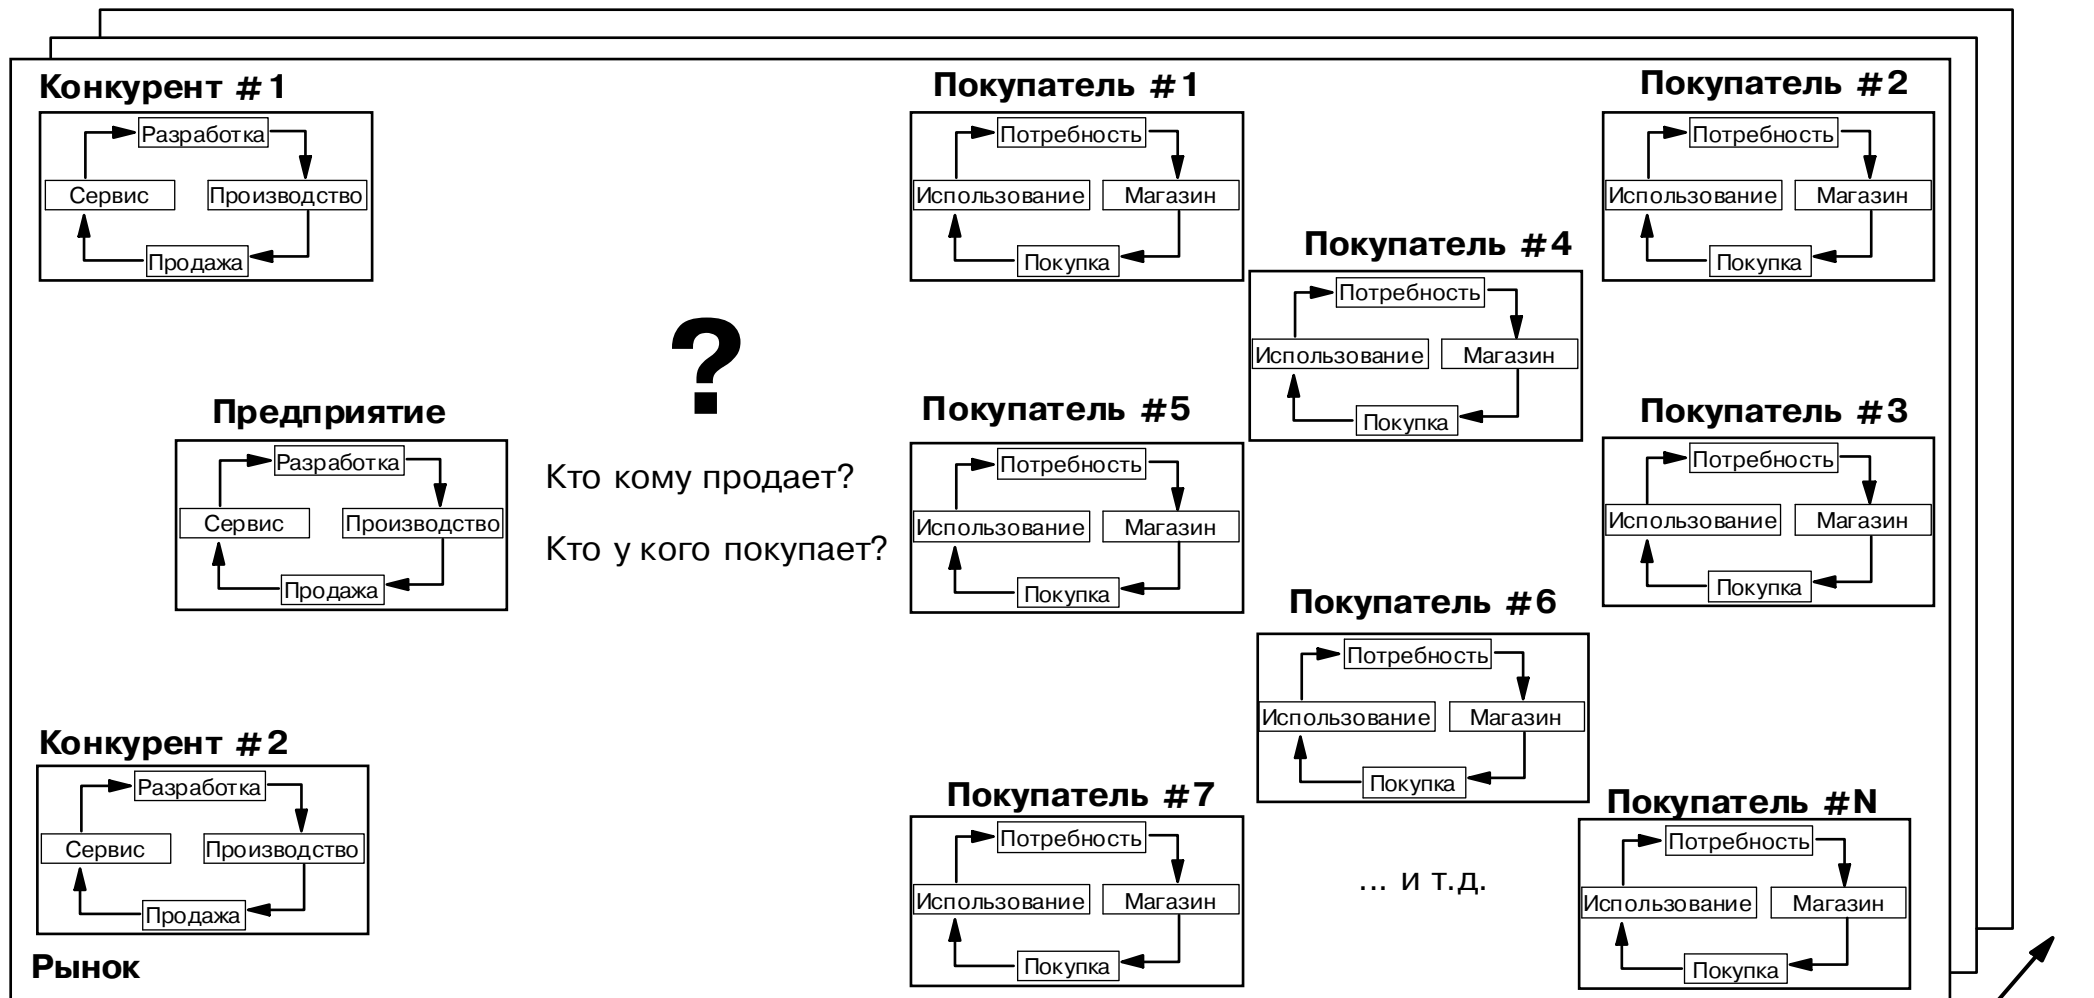 Конкурент #1
Разработка
Сервис
Производство
Продажа
Покупатель #1
Потребность
Использование
Магазин
Покупка
Покупатель #2
Потребность
Использование
Магазин
Покупка
Покупатель #4
Потребность
Использование
Магазин
Покупка
?
Предприятие
Разработка
Сервис
Производство
Продажа
Кто кому продает?
Кто у кого покупает?
Покупатель #5
Потребность
Использование
Магазин
Покупка
Покупатель #3
Потребность
Использование
Магазин
Покупка
Покупатель #6
Потребность
Использование
Магазин
Покупка
Конкурент #2
Разработка
Сервис
Производство
Продажа
Покупатель #7
Потребность
Использование
Магазин
Покупка
... и т.д.
Покупатель #N
Потребность
Использование
Магазин
Покупка
Рынок